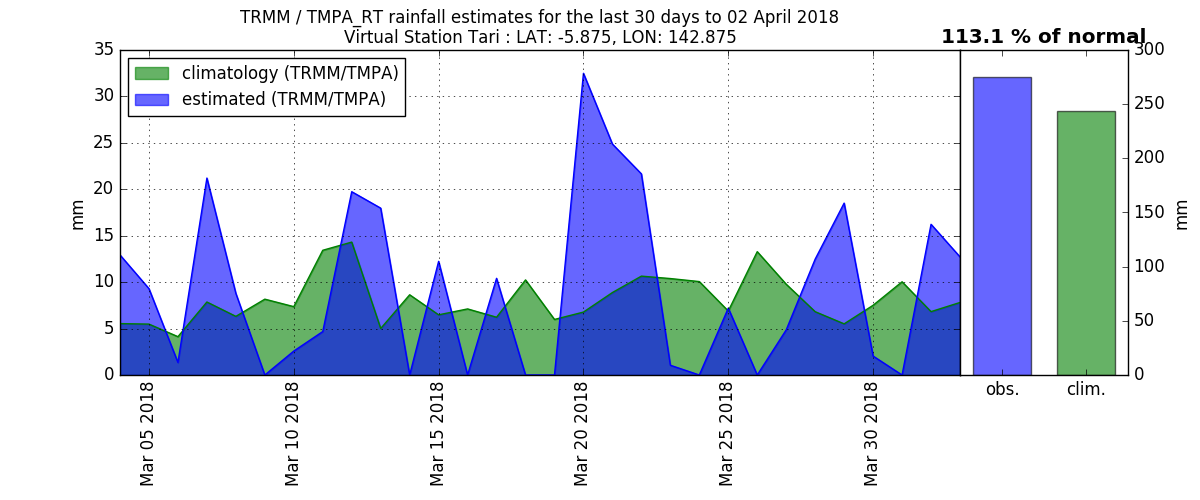 TRMM / TMPA_RT rainfall estimates for the last 30 days to 02 April 2018
Virtual Station Tari : LAT: -5.875, LON: 142.875
113.1 % of normal
climatology (TRMM/TMPA)
estimated (TRMM/TMPA)
35
30
25
20
15
10
5
0
mm
Mar 05 2018
Mar 10 2018
Mar 15 2018
Mar 20 2018
Mar 25 2018
Mar 30 2018
obs.
clim.
300
250
200
150
100
50
0
mm